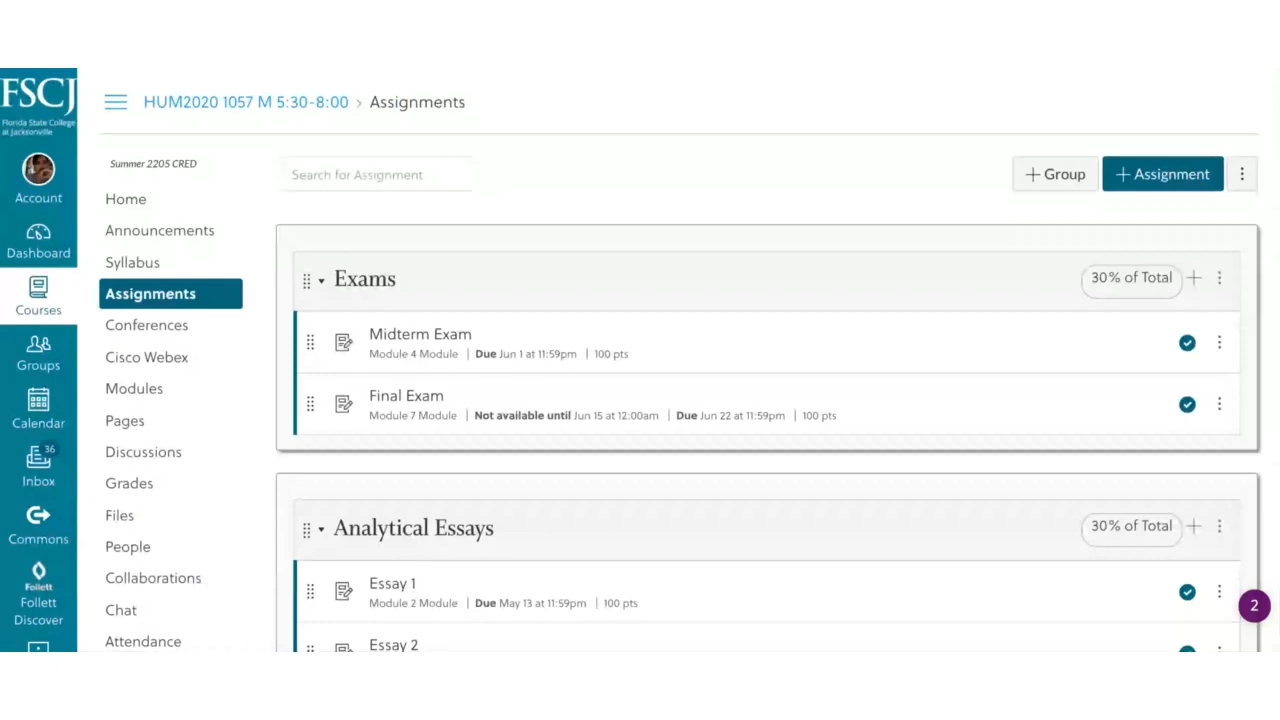 FSCJ
Florida State College
at Jacksonville
Account
Dashboard
Courses
Groups
Calendar
36
Inbox
Commons
Follett
Follett
Discover
HUM2020 1057 M 5:30-8:00 > Assignments
Summer 2205 CRED
Home
Announcements
Syllabus
Assignments
Conferences
Cisco Webex
Modules
Pages
Discussions
Grades
Files
People
Collaborations
Chat
Attendance
Search for Assignment
+ Group
+ Assignment
Exams
30% of Total
Midterm Exam
Module 4 Module | Due Jun 1 at 11:59pm | 100 pts
Final Exam
Module 7 Module | Not available until Jun 15 at 12:00am | Due Jun 22 at 11:59pm | 100 pts
Analytical Essays
30% of Total
Essay 1
Module 2 Module | Due May 13 at 11:59pm | 100 pts
Essay 2
2